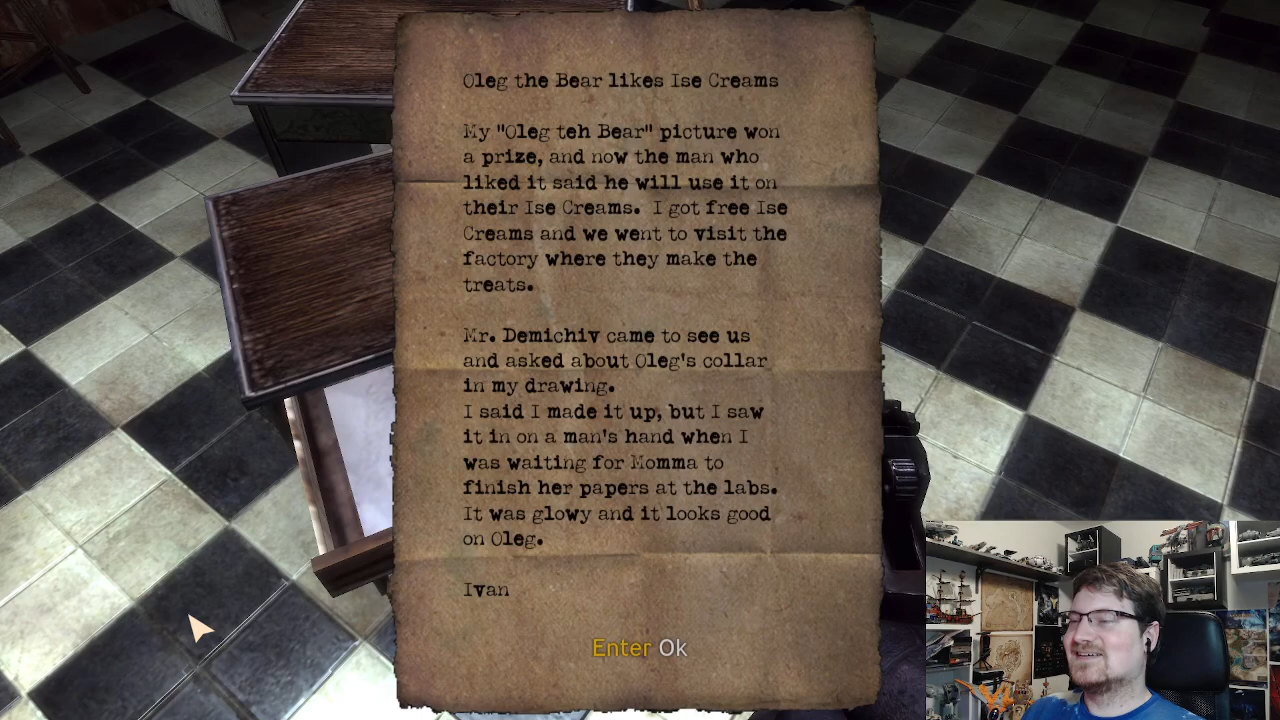 Oleg the Bear likes Ise Creams
My "Oleg teh Bear" picture won
a prize, and now the man who
liked it said he will use it on
their Ise Creams. I got free Ise
Creams and we went to visit the
factory where they make the
treats.
Mr. Demichiv came to see us
and asked about Oleg's collar
in my drawing.
I said I made it up, but I saw
it in on a man's hand when I
was waiting for Momma to
finish her papers at the labs.
It was glowy and it looks good
on Oleg.
Ivan
Enter Ok